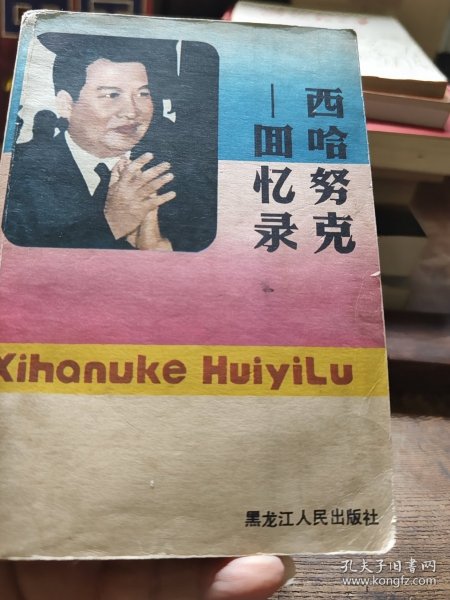 西哈努克
—回忆录
Xihanuke HuiyiLu
黑龙江人民出版社
孔夫子旧书网
www.kongfz.com